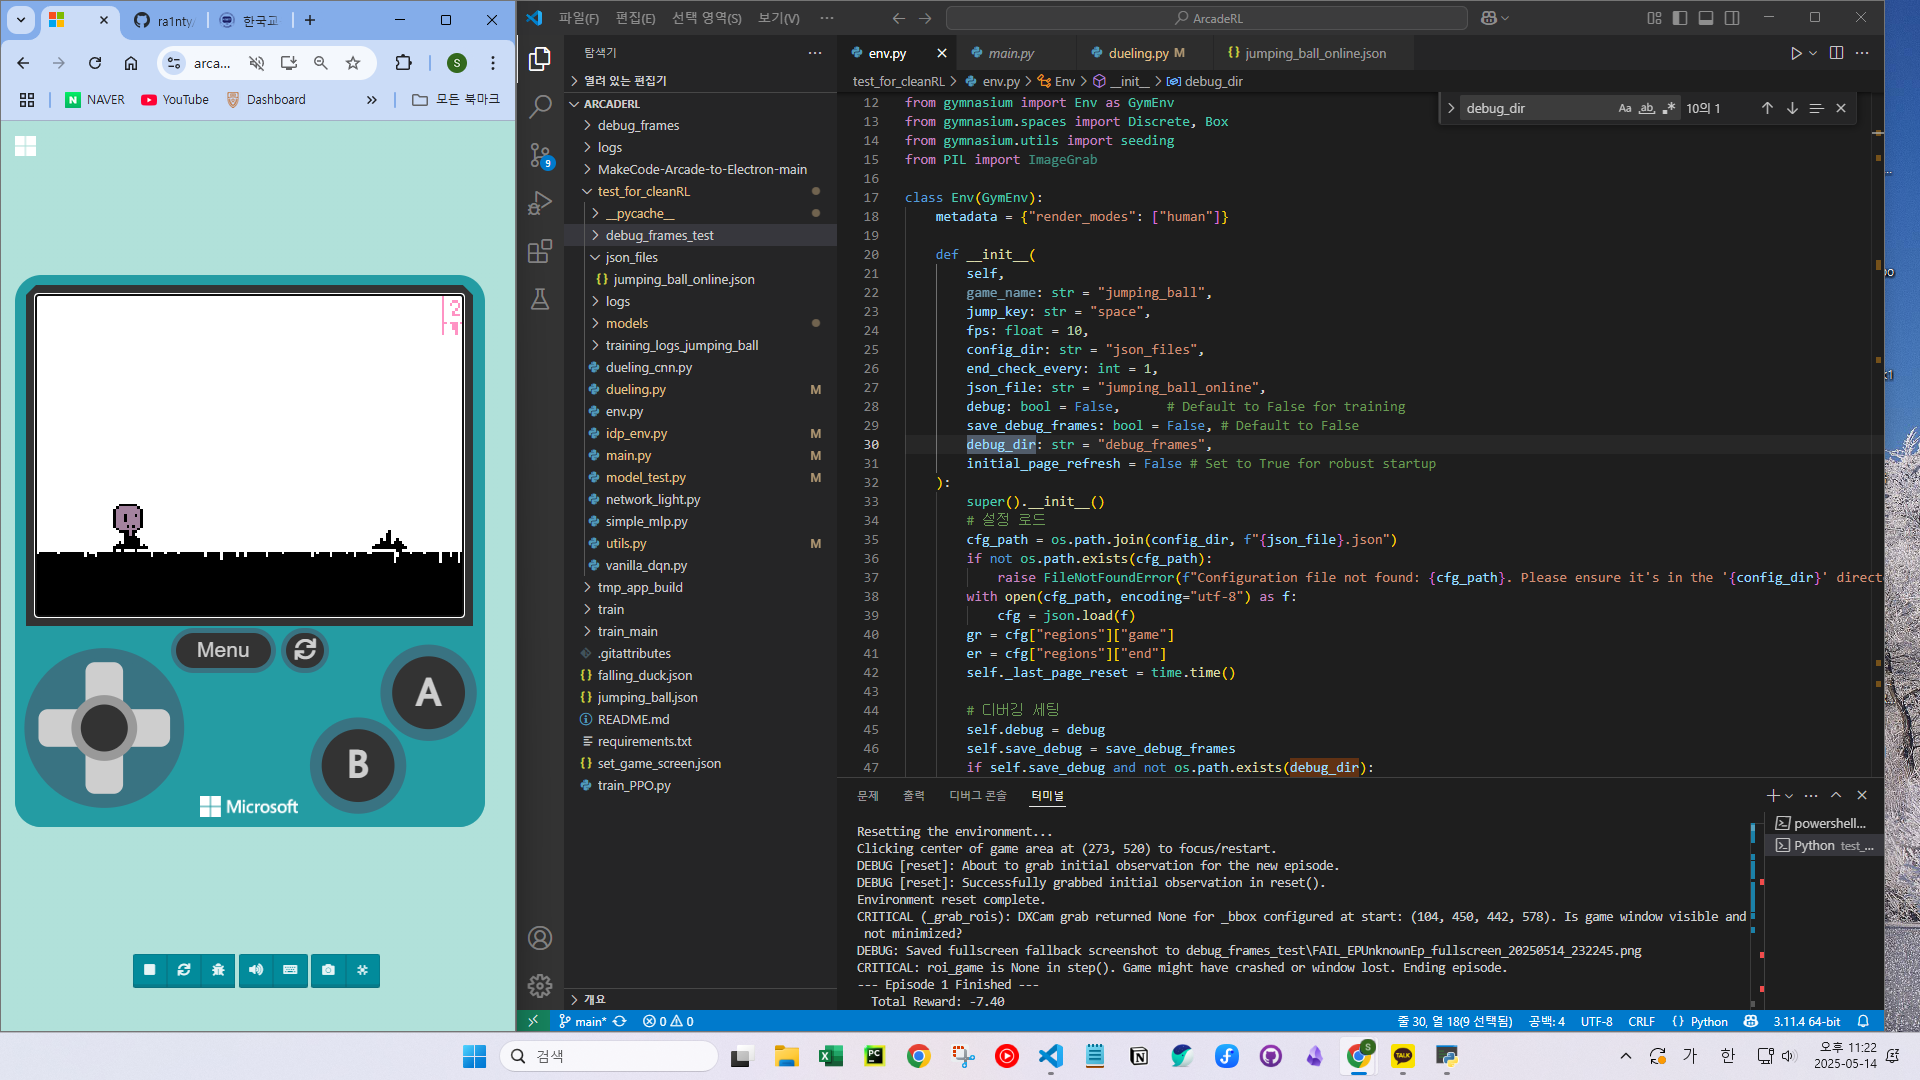 ra1nty/
한국교
arca...
S
NAVER
YouTube
Dashboard
모든 북마크
Menu
A
B
Microsoft
파일(F)
편집(E)
선택 영역(S)
보기(V)
ArcadeRL
탐색기
열려 있는 편집기
ARCADERL
debug_frames
logs
MakeCode-Arcade-to-Electron-main
test_for_cleanRL
__pycache__
debug_frames_test
json_files
jumping_ball_online.json
logs
models
training_logs_jumping_ball
dueling_cnn.py
dueling.py M
env.py
idp_env.py M
main.py M
model_test.py M
network_light.py
simple_mlp.py
utils.py M
vanilla_dqn.py
tmp_app_build
train
train_main
.gitattributes
falling_duck.json
jumping_ball.json
README.md
requirements.txt
set_game_screen.json
train_PPO.py
개요
9
env.py
main.py
dueling.py M
jumping_ball_online.json
test_for_cleanRL > env.py > Env > __init__ > debug_dir
debug_dir
Aa ab 10의 1
12 from gymnasium import Env as GymEnv
13 from gymnasium.spaces import Discrete, Box
14 from gymnasium.utils import seeding
15 from PIL import ImageGrab
16
17 class Env(GymEnv):
18 metadata = {"render_modes": ["human"]}
19
20 def __init__(
21 self,
22 game_name: str = "jumping_ball",
23 jump_key: str = "space",
24 fps: float = 10,
25 config_dir: str = "json_files",
26 end_check_every: int = 1,
27 json_file: str = "jumping_ball_online",
28 debug: bool = False, # Default to False for training
29 save_debug_frames: bool = False, # Default to False
30 debug_dir: str = "debug_frames",
31 initial_page_refresh = False # Set to True for robust startup
32 ):
33 super().__init__()
34 # 설정 로드
35 cfg_path = os.path.join(config_dir, f"{json_file}.json")
36 if not os.path.exists(cfg_path):
37 raise FileNotFoundError(f"Configuration file not found: {cfg_path}. Please ensure it's in the '{config_dir}' direct
38 with open(cfg_path, encoding="utf-8") as f:
39 cfg = json.load(f)
40 gr = cfg["regions"]["game"]
41 er = cfg["regions"]["end"]
42 self._last_page_reset = time.time()
43
44 # 디버깅 세팅
45 self.debug = debug
46 self.save_debug = save_debug_frames
47 if self.save_debug and not os.path.exists(debug_dir):
문제
출력
디버그 콘솔
터미널
Resetting the environment...
Clicking center of game area at (273, 520) to focus/restart.
DEBUG [reset]: About to grab initial observation for the new episode.
DEBUG [reset]: Successfully grabbed initial observation in reset().
Environment reset complete.
CRITICAL (_grab_rois): DXCam grab returned None for _bbox configured at start: (104, 450, 442, 578). Is game window visible and
not minimized?
DEBUG: Saved fullscreen fallback screenshot to debug_frames_test\FAIL_EPUnknownEp_fullscreen_20250514_232245.png
CRITICAL: roi_game is None in step(). Game might have crashed or window lost. Ending episode.
--- Episode 1 Finished ---
Total Reward: -7.40
powershell...
Python test_...
main*
0
0
줄 30, 열 18(9 선택됨)
공백: 4
UTF-8
CRLF
{ } Python
3.11.4 64-bit
검색
PC
TALK
S
가
한
오후 11:22
2025-05-14